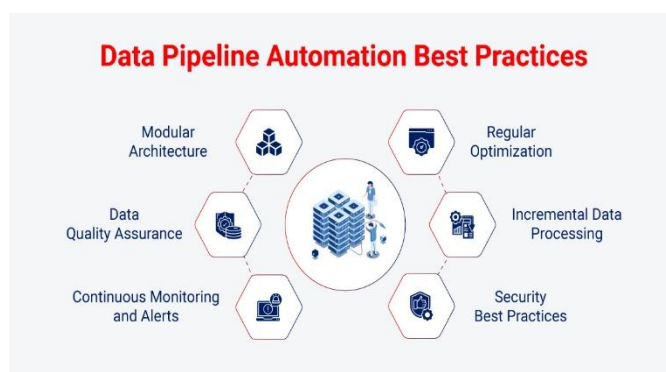 Data Pipeline Automation Best Practices
Modular
Architecture
Regular
Optimization
Data
Quality Assurance
Incremental Data
Processing
Continuous Monitoring
and Alerts
Security
Best Practices